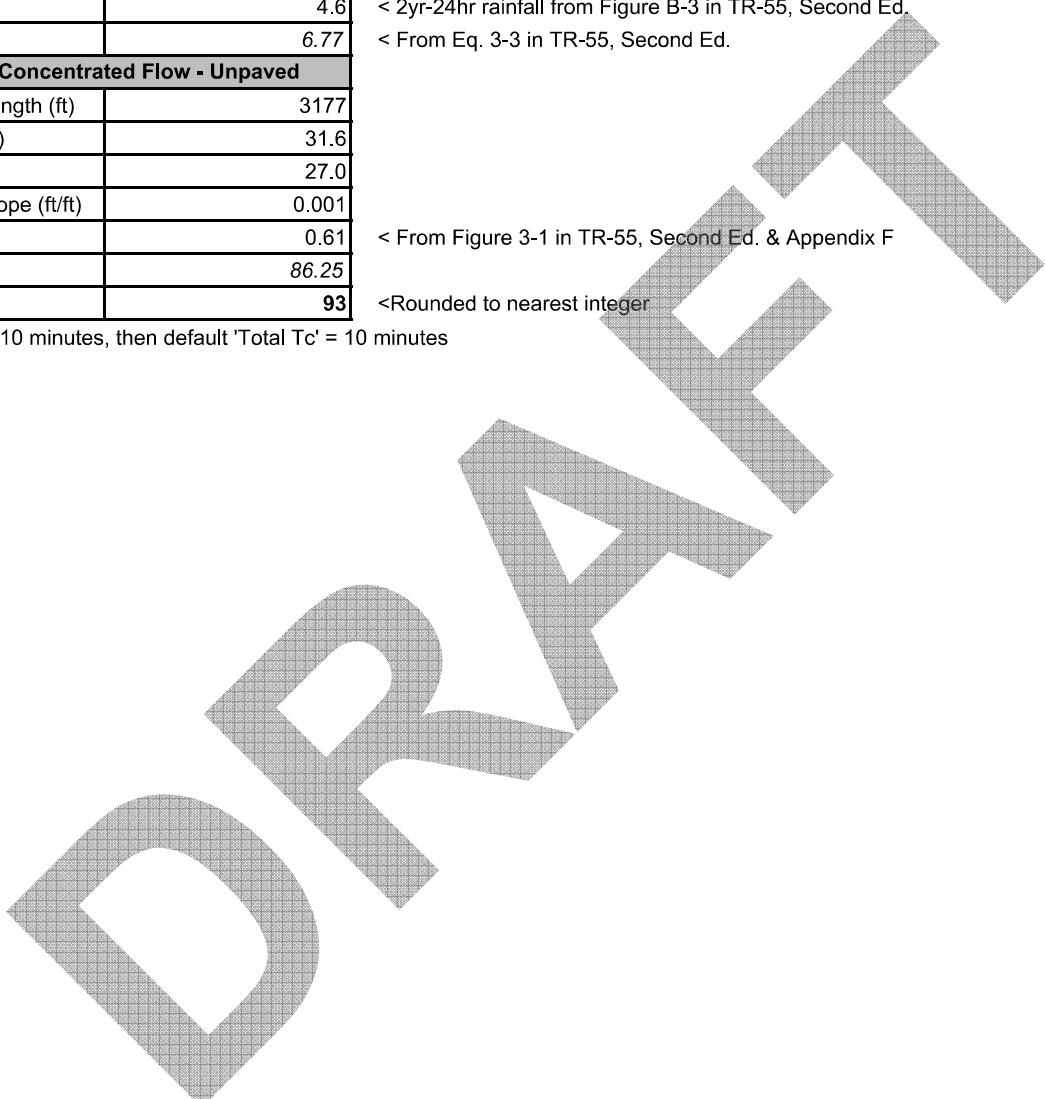 4.6 < 2yr-24hr rainfall from Figure B-3 in TR-55, Second Ed.
6.77 < From Eq. 3-3 in TR-55, Second Ed.
Concentrated Flow - Unpaved
ngth (ft) 3177
) 31.6
27.0
ope (ft/ft) 0.001
0.61 < From Figure 3-1 in TR-55, Second Ed. & Appendix F
86.25
93 <Rounded to nearest integer
10 minutes, then default 'Total Tc' = 10 minutes
DRAFT